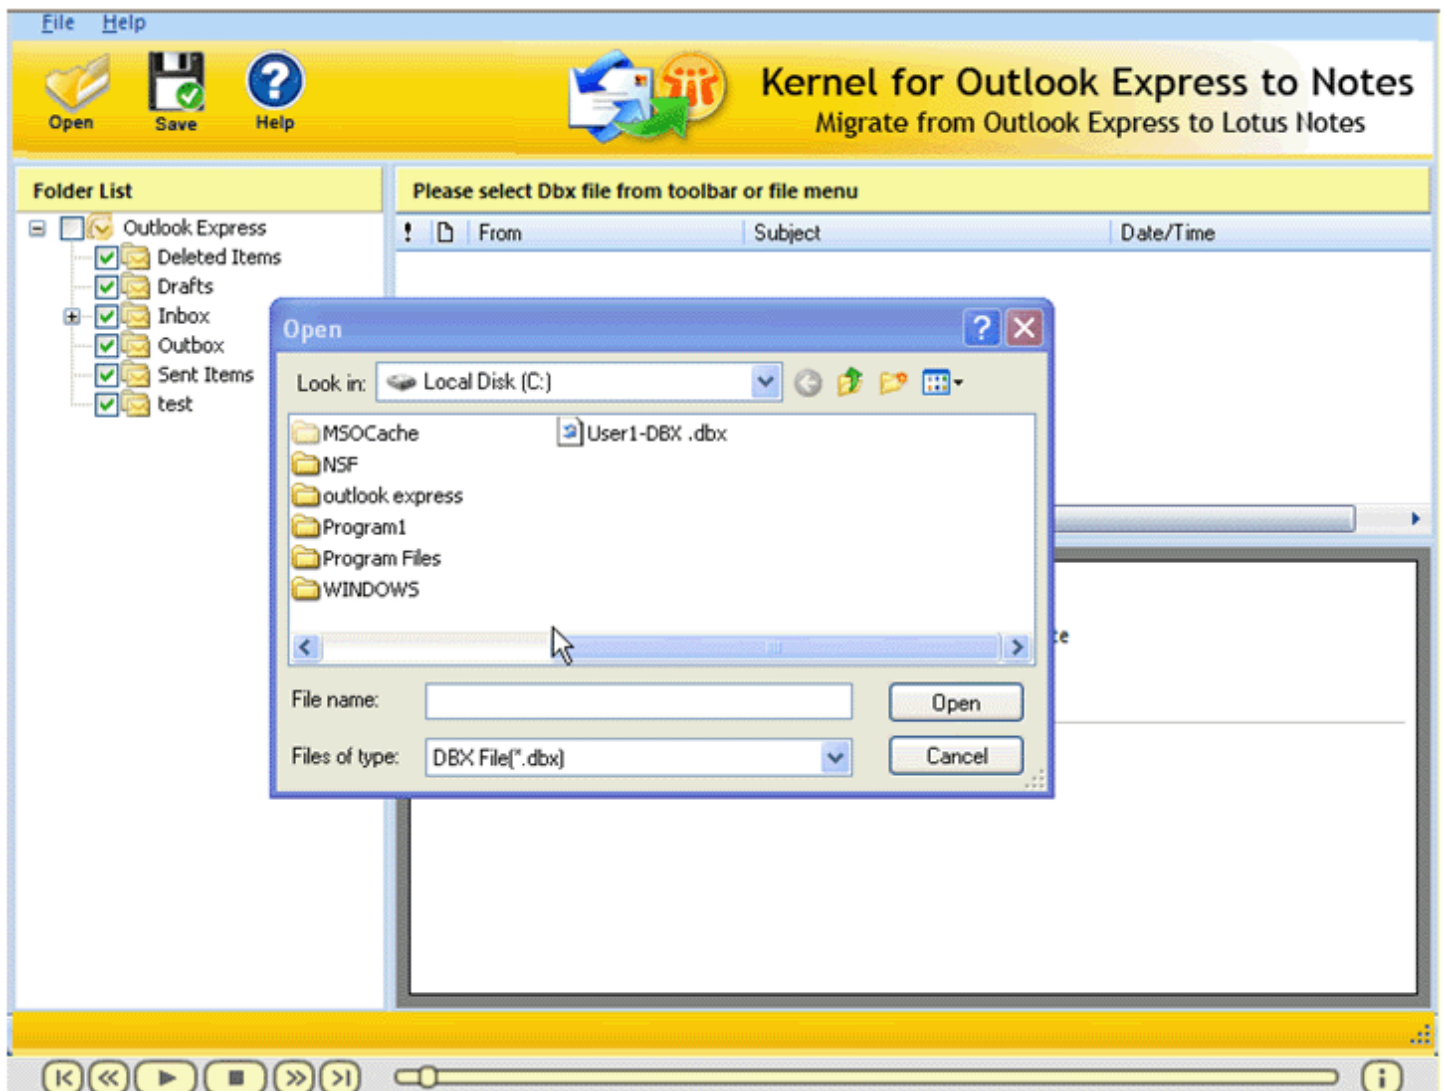 File Help
Open Save Help
Kernel for Outlook Express to Notes
Migrate from Outlook Express to Lotus Notes
Folder List
Please select Dbx file from toolbar or file menu
! From Subject Date/Time
Outlook Express
Deleted Items
Drafts
Inbox
Outbox
Sent Items
test
Open
Look in: Local Disk (C:)
MSOCache
NSF
outlook express
Program1
Program Files
WINDOWS
User1-DBX .dbx
File name:
Open
Files of type: DBX File(*.dbx)
Cancel